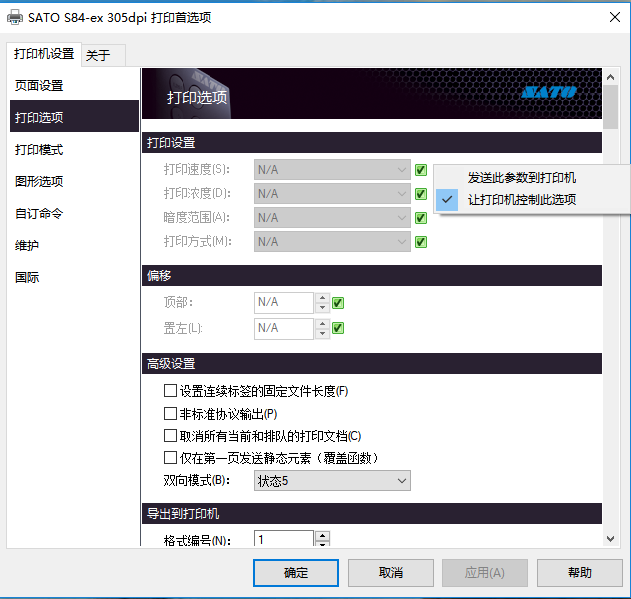 SATO S84-ex 305dpi 打印首选项
打印机设置 关于
页面设置
打印选项
打印模式
图形选项
自订命令
维护
国际
打印选项 SATO
打印设置
打印速度(S): N/A
打印浓度(D): N/A
暗度范围(A): N/A
打印方式(M): N/A
发送此参数到打印机
让打印机控制此选项
偏移
顶部: N/A
置左(L): N/A
高级设置
设置连续标签的固定文件长度(F)
非标准协议输出(P)
取消所有当前和排队的打印文档(C)
仅在第一页发送静态元素（覆盖函数）
双向模式(B): 状态5
导出到打印机
格式编号(N): 1
确定 取消 应用(A) 帮助